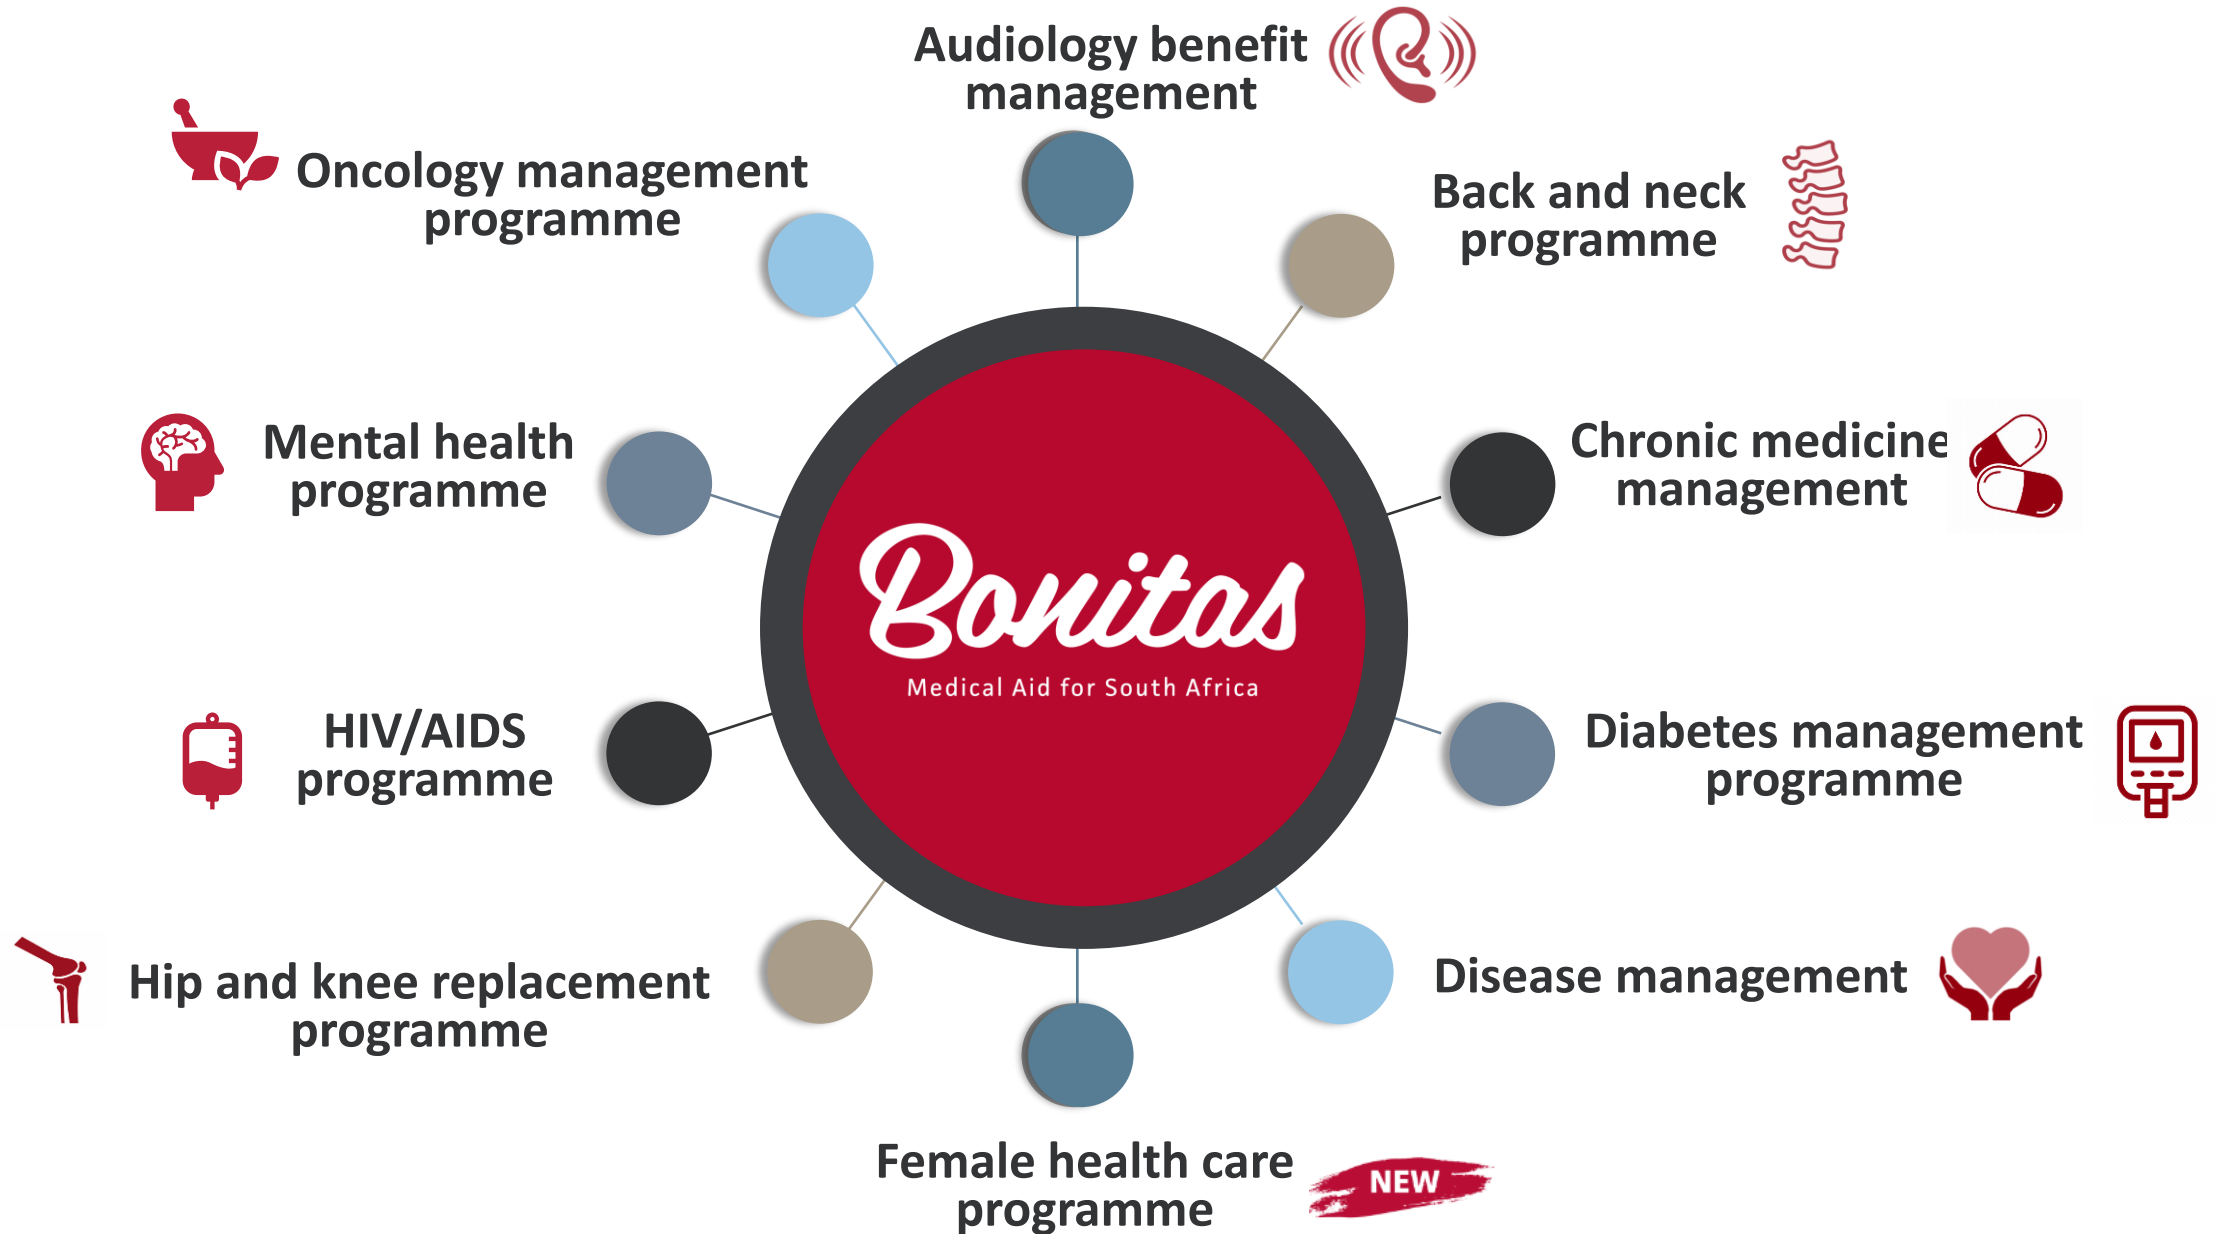 Audiology benefit
management
Oncology management
programme
Back and neck
programme
Mental health
programme
Chronic medicine
management
Bonitas
Medical Aid for South Africa
HIV/AIDS
programme
Diabetes management
programme
Hip and knee replacement
programme
Disease management
Female health care
programme
NEW